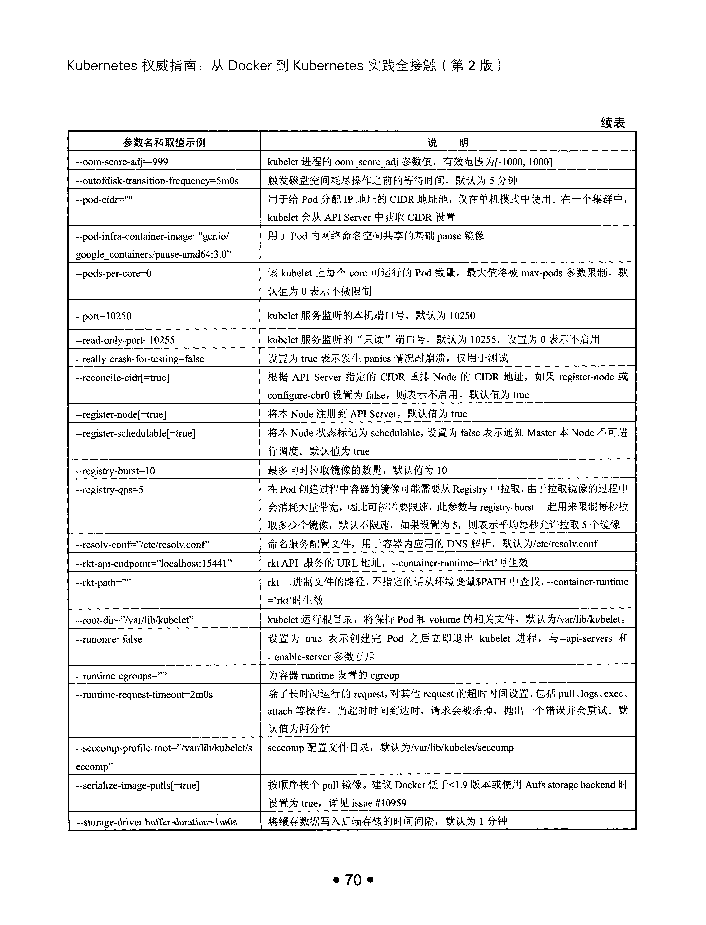 Kubernetes 权威指南：从 Docker 到 Kubernetes 实践全接触（第 2 版）
续表
参数名和取值示例 说 明
--oom-score-adj=-999 kubelet 进程的 oom_score_adj 参数值，有效范围为[-1000, 1000]
--outofdisk-transition-frequency=5m0s 触发磁盘空间耗尽操作之前的等待时间，默认为 5 分钟
--pod-cidr="" 用于给 Pod 分配 IP 地址的 CIDR 地址池，仅在单机模式中使用。在一个集群中，
kubelet 会从 API Server 中获取 CIDR 设置
--pod-infra-container-image="gcr.io/ 用于 Pod 内网络命名空间共享的基础 pause 镜像
google_containers/pause-amd64:3.0"
--pods-per-core=0 该 kubelet 上每个 core 可运行的 Pod 数量，最大值将被 max-pods 参数限制，默
认值为 0 表示不做限制
--port=10250 kubelet 服务监听的本机端口号，默认为 10250
--read-only-port=10255 kubelet 服务监听的“只读”端口号，默认为 10255，设置为 0 表示不启用
--really-crash-for-testing=false 设置为 true 表示发生 panics 情况时崩溃，仅用于测试
--reconcile-cidr[=true] 根据 API Server 指定的 CIDR 重排 Node 的 CIDR 地址，如果 register-node 或
configure-cbr0 设置为 false，则表示不启用。默认值为 true
--register-node[=true] 将本 Node 注册到 API Server，默认值为 true
--register-schedulable[=true] 将本 Node 状态标记为 schedulable，设置为 false 表示通知 Master 本 Node 不可进
行调度。默认值为 true
--registry-burst=10 最多同时拉取镜像的数量，默认值为 10
--registry-qps=5 在 Pod 创建过程中容器的镜像可能需要从 Registry 中拉取，由于拉取镜像的过程中
会消耗大量带宽，因此可能需要限速，此参数与 registry-burst 一起用来限制每秒拉
取多少个镜像，默认不限速，如果设置为 5，则表示平均每秒允许拉取 5 个镜像
--resolv-conf="/etc/resolv.conf" 命名服务配置文件，用于容器内应用的 DNS 解析，默认为/etc/resolv.conf
--rkt-api-endpoint="localhost:15441" rkt API 服务的 URL 地址，--container-runtime='rkt'时生效
--rkt-path="" rkt 二进制文件的路径，不指定的话从环境变量$PATH 中查找，--container-runtime
='rkt'时生效
--root-dir="/var/lib/kubelet" kubelet 运行根目录，将保存 Pod 和 volume 的相关文件，默认为/var/lib/kubelet。
--runonce=false 设置为 true 表示创建完 Pod 之后立即退出 kubelet 进程，与--api-servers 和
--enable-server 参数互斥
--runtime-cgroups="" 为容器 runtime 设置的 cgroup
--runtime-request-timeout=2m0s 除了长时间运行的 request，对其他 request 的超时时间设置，包括 pull、logs、exec、
attach 等操作。当超时时间到达时，请求会被杀掉，抛出一个错误并会重试。默
认值为两分钟
--seccomp-profile-root="/var/lib/kubelet/s seccomp 配置文件目录，默认为/var/lib/kubelet/seccomp
eccomp"
--serialize-image-pulls[=true] 按顺序挨个 pull 镜像。建议 Docker 低于<1.9 版本或使用 Aufs storage backend 时
设置为 true，详见 issue #10959
--storage-driver-buffer-duration=1m0s 将缓存数据写入后端存储的时间间隔，默认为 1 分钟
• 70 •